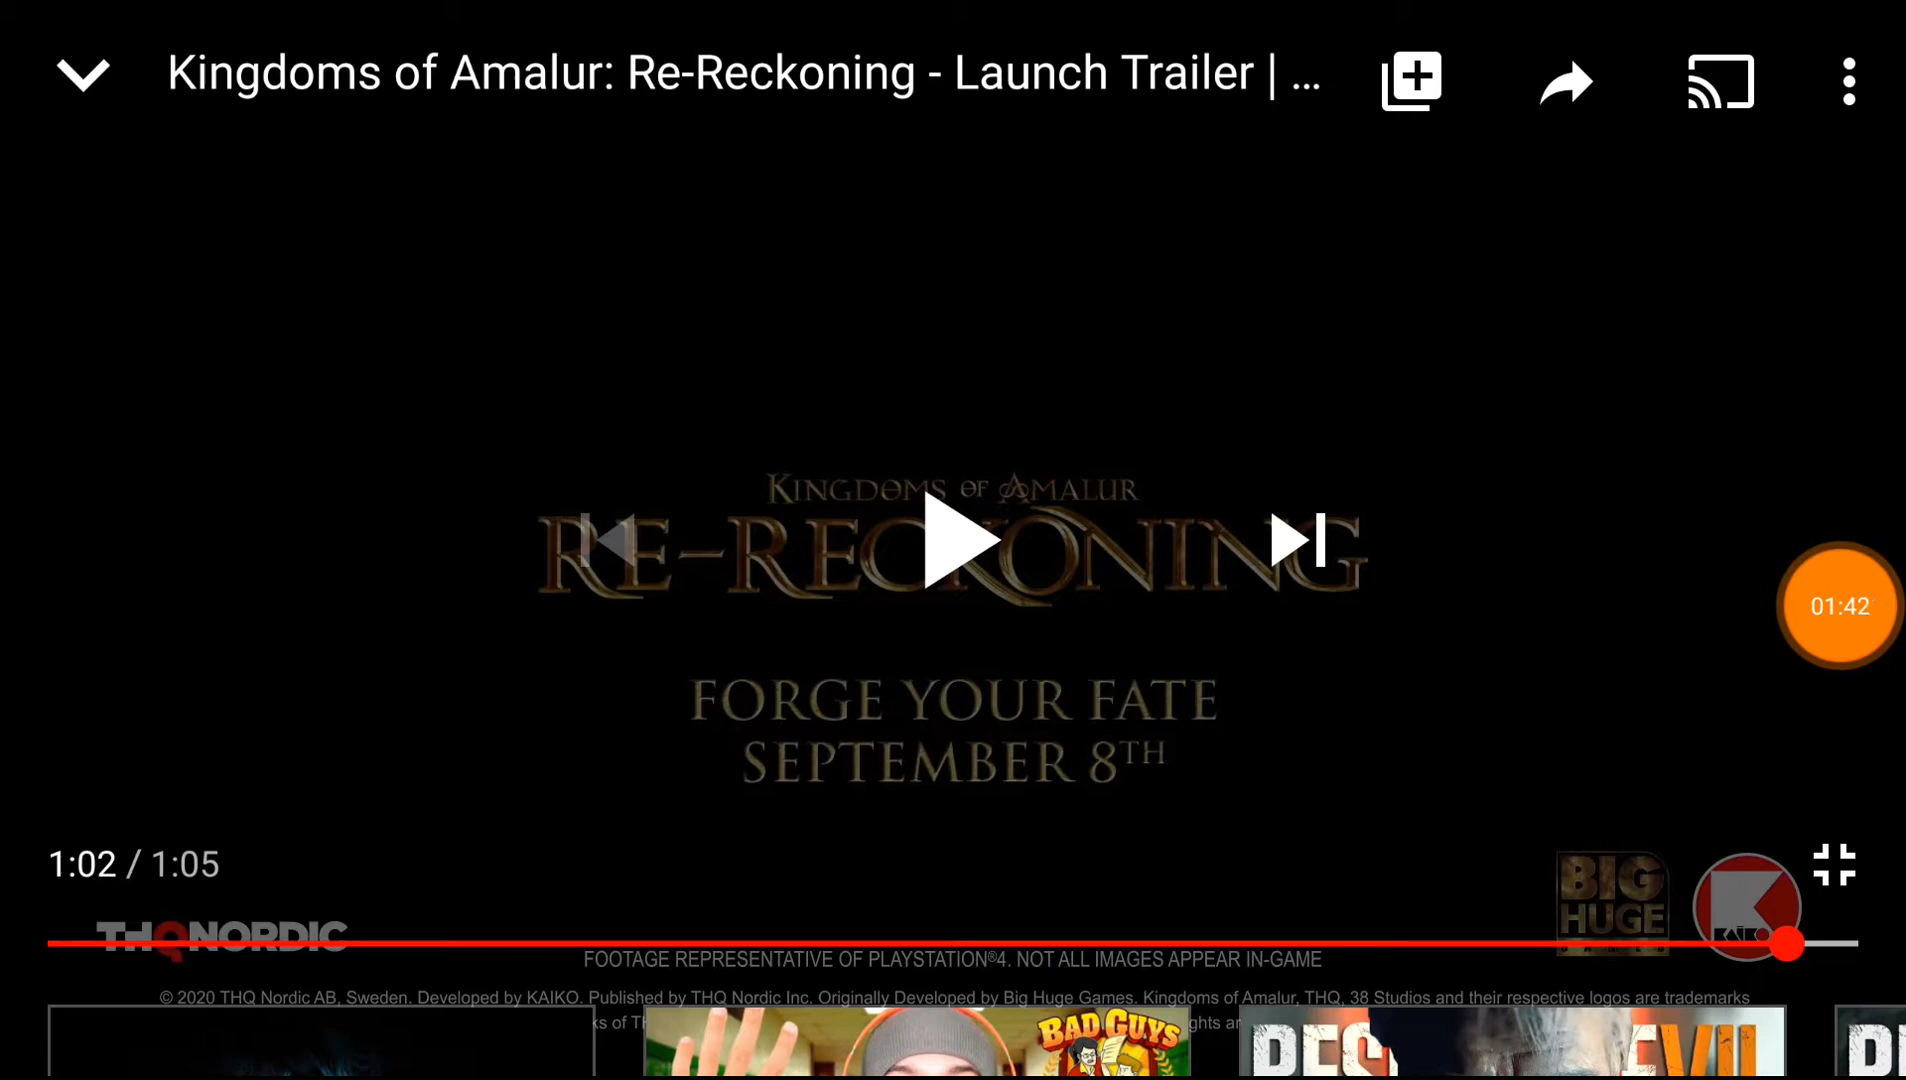 Kingdoms of Amalur: Re-Reckoning - Launch Trailer | ...
KINGDOMS OF AMALUR
RE-RECKONING
01:42
FORGE YOUR FATE
SEPTEMBER 8TH
1:02 / 1:05
BIG
HUGE
THQ NORDIC
KAIKO
FOOTAGE REPRESENTATIVE OF PLAYSTATION®4. NOT ALL IMAGES APPEAR IN-GAME
© 2020 THQ Nordic AB, Sweden. Developed by KAIKO. Published by THQ Nordic Inc. Originally Developed by Big Huge Games. Kingdoms of Amalur, THQ, 38 Studios and their respective logos are trademarks
BAD GUYS